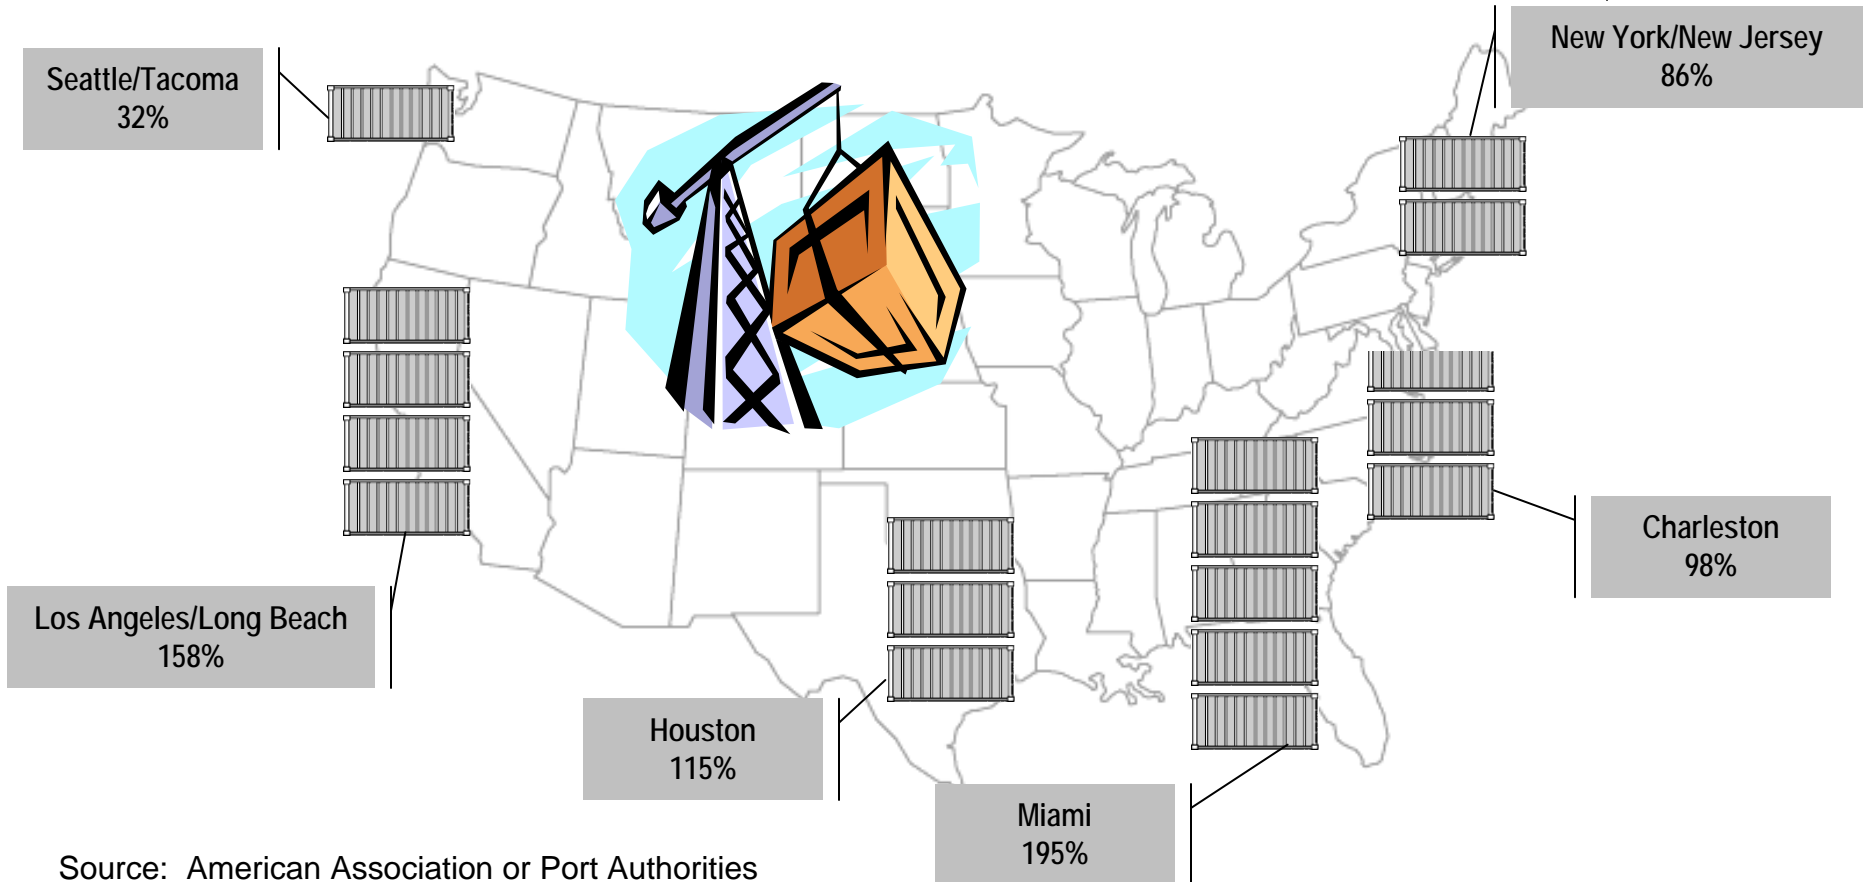 New York/New Jersey
86%
Seattle/Tacoma
32%
Charleston
98%
Los Angeles/Long Beach
158%
Houston
115%
Miami
195%
Source: American Association or Port Authorities